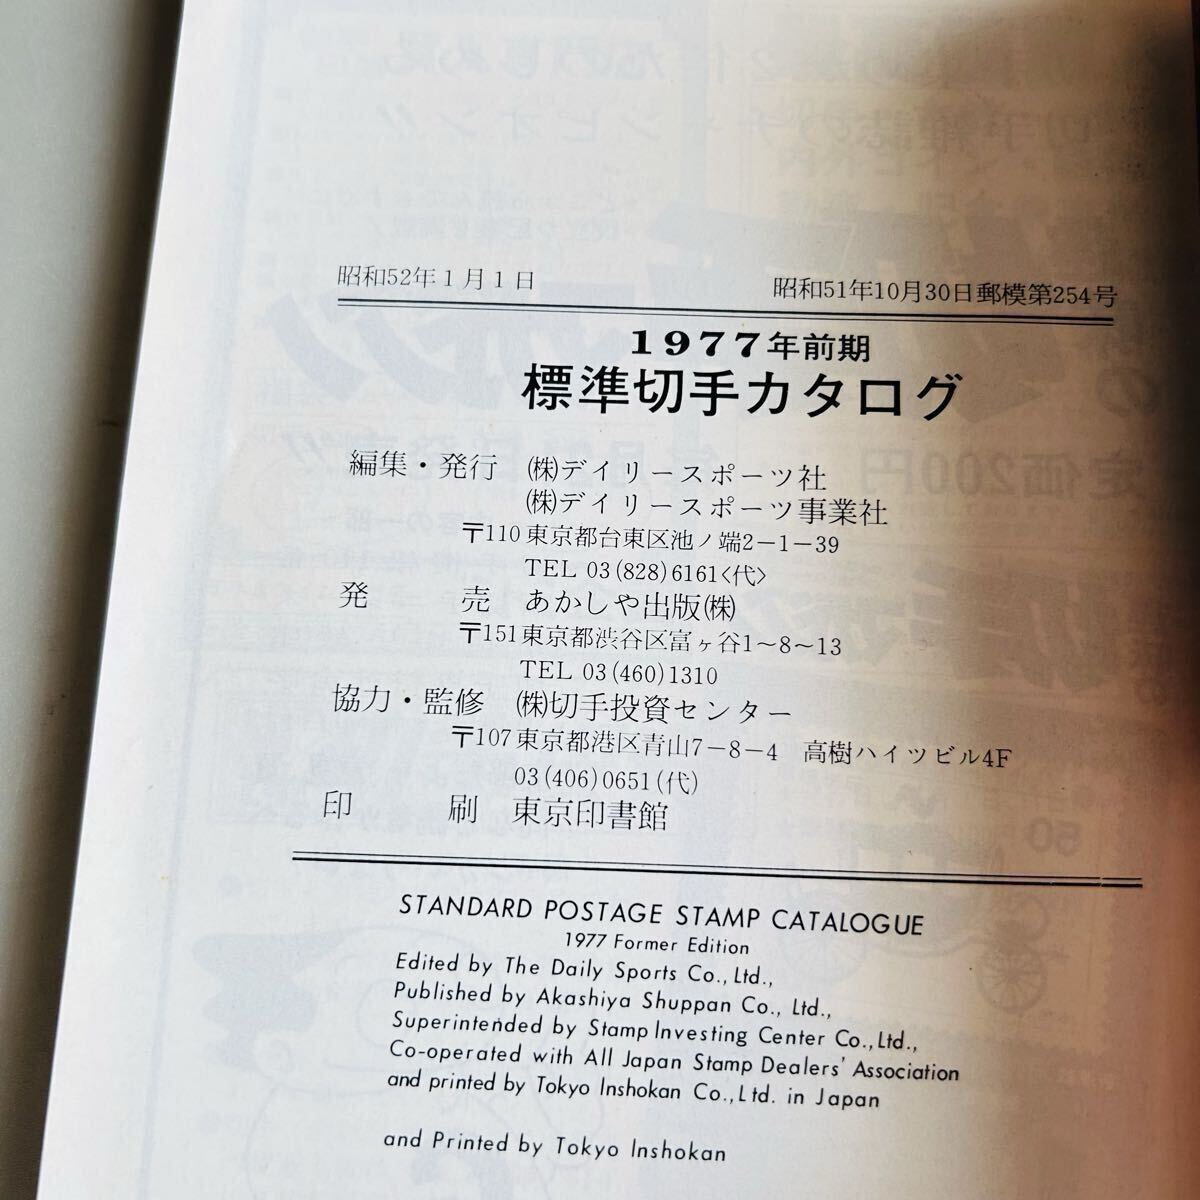 昭和52年1月1日　昭和51年10月30日郵模第254号
1977年前期
標準切手カタログ
編集・発行　㈱デイリースポーツ社
㈱デイリースポーツ事業社
〒110 東京都台東区池ノ端2－1－39
TEL 03(828)6161<代>
発　売　あかしや出版㈱
〒151 東京都渋谷区富ヶ谷1～8～13
TEL 03(460)1310
協力・監修　㈱切手投資センター
〒107 東京都港区青山7－8－4　高樹ハイツビル4F
03(406)0651(代)
印　刷　東京印書館
STANDARD POSTAGE STAMP CATALOGUE
1977 Former Edition
Edited by The Daily Sports Co., Ltd.,
Published by Akashiya Shuppan Co., Ltd.,
Superintended by Stamp Investing Center Co., Ltd.,
Co-operated with All Japan Stamp Dealers' Association
and printed by Tokyo Inshokan Co., Ltd. in Japan
and Printed by Tokyo Inshokan